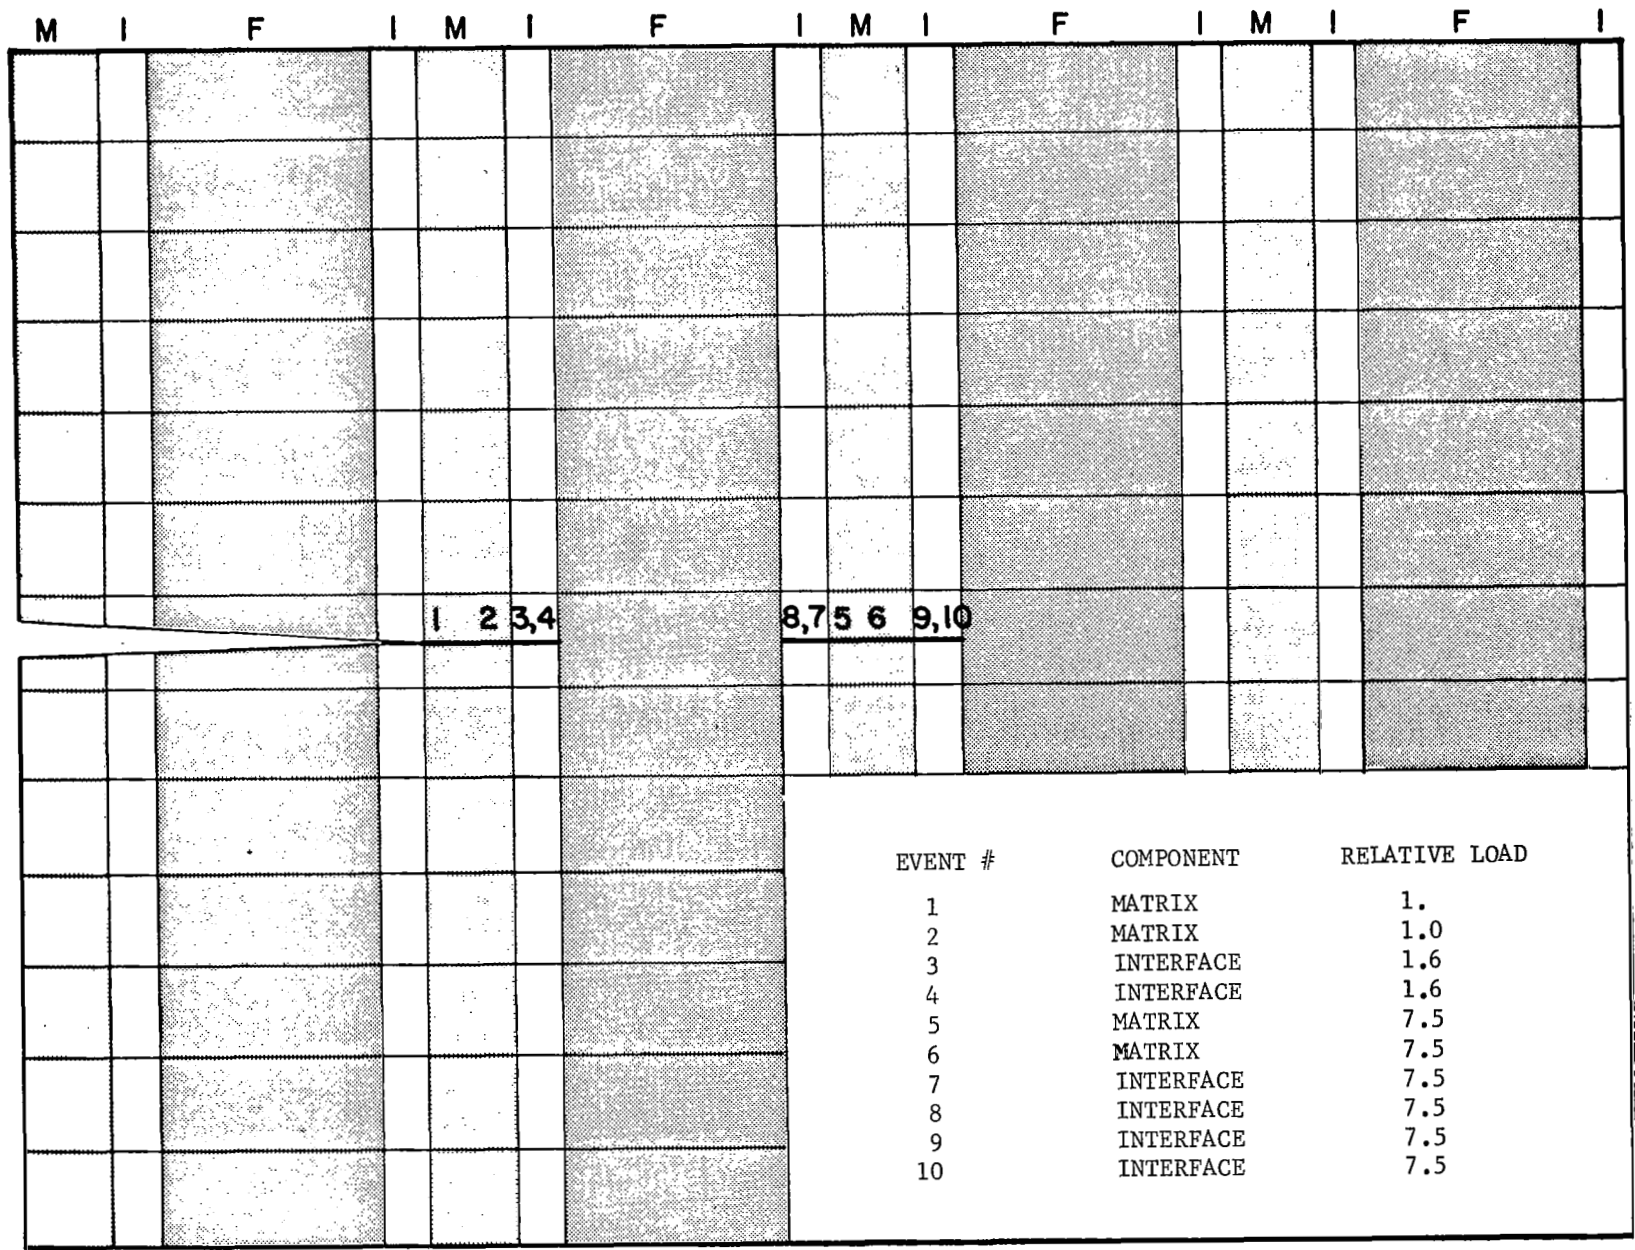 M I F I M I F I M I F I M I F I
1 2 3,4 8,7 5 6 9,10
EVENT # COMPONENT RELATIVE LOAD
1 MATRIX 1.
2 MATRIX 1.0
3 INTERFACE 1.6
4 INTERFACE 1.6
5 MATRIX 7.5
6 MATRIX 7.5
7 INTERFACE 7.5
8 INTERFACE 7.5
9 INTERFACE 7.5
10 INTERFACE 7.5